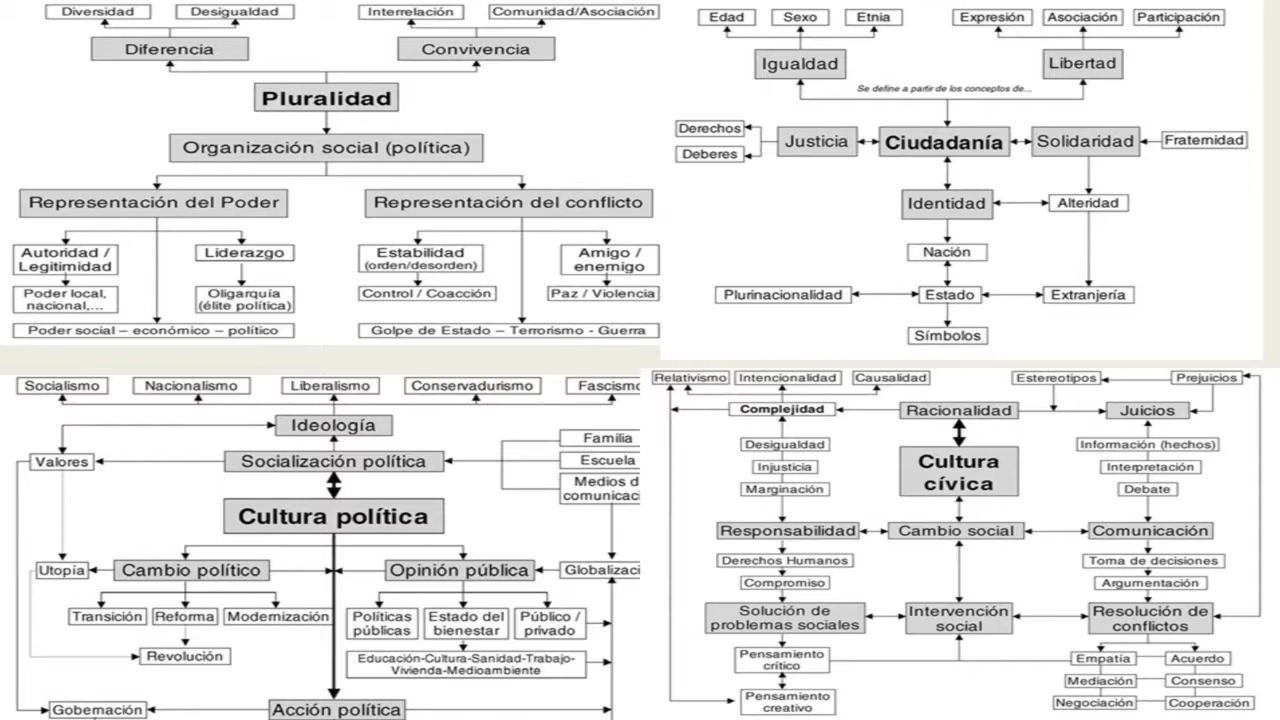 Diversidad
Desigualdad
Interrelación
Comunidad/Asociación
Diferencia
Convivencia
Pluralidad
Organización social (política)
Representación del Poder
Representación del conflicto
Autoridad /
Legitimidad
Liderazgo
Estabilidad
(orden/desorden)
Amigo /
enemigo
Poder local,
nacional,...
Oligarquía
(élite política)
Control / Coacción
Paz / Violencia
Poder social – económico – político
Golpe de Estado – Terrorismo - Guerra
Edad
Sexo
Etnia
Expresión
Asociación
Participación
Igualdad
Libertad
Se define a partir de los conceptos de...
Derechos
Deberes
Justicia
Ciudadanía
Solidaridad
Fraternidad
Identidad
Alteridad
Nación
Plurinacionalidad
Estado
Extranjería
Símbolos
Socialismo
Nacionalismo
Liberalismo
Conservadurismo
Fascismo
Ideología
Valores
Socialización política
Familia
Escuela
Medios d
comunicaci
Cultura política
Utopía
Cambio político
Opinión pública
Globalizaci
Transición
Reforma
Modernización
Políticas
públicas
Estado del
bienestar
Público /
privado
Revolución
Educación-Cultura-Sanidad-Trabajo-
Vivienda-Medioambiente
Gobernación
Acción política
Relativismo
Intencionalidad
Causalidad
Estereotipos
Prejuicios
Complejidad
Racionalidad
Juicios
Desigualdad
Injusticia
Marginación
Cultura
cívica
Información (hechos)
Interpretación
Debate
Responsabilidad
Cambio social
Comunicación
Derechos Humanos
Compromiso
Toma de decisiones
Argumentación
Solución de
problemas sociales
Intervención
social
Resolución de
conflictos
Pensamiento
crítico
Pensamiento
creativo
Empatía
Acuerdo
Mediación
Consenso
Negociación
Cooperación